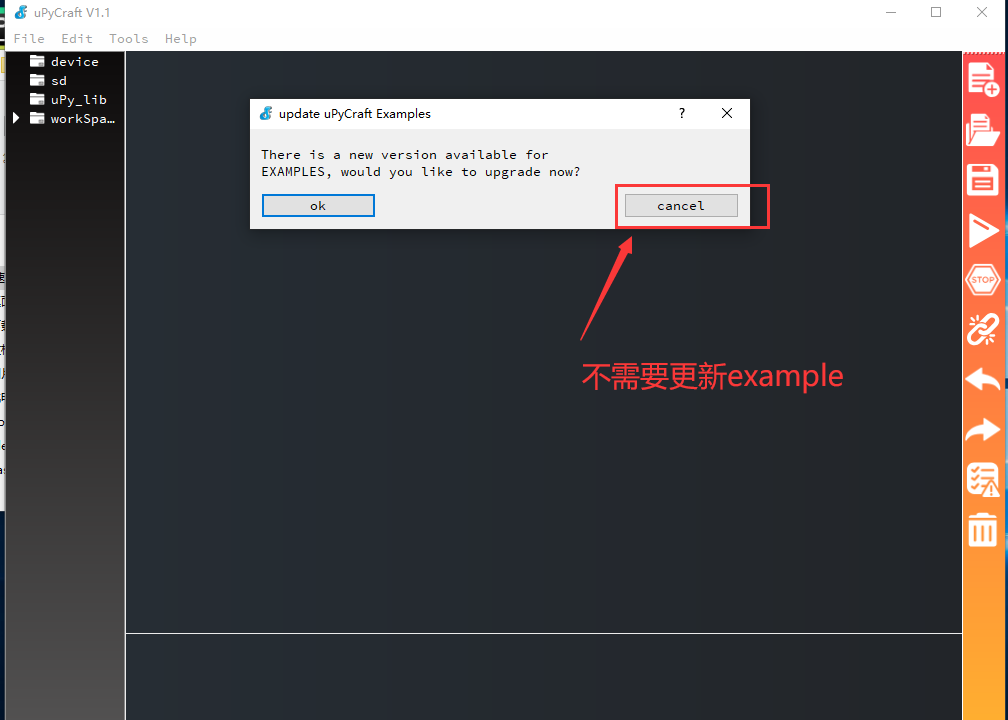 uPyCraft V1.1
File Edit Tools Help
device
sd
uPy_lib
workSpa...
update uPyCraft Examples
?
There is a new version available for
EXAMPLES, would you like to upgrade now?
ok cancel
STOP
不需要更新example